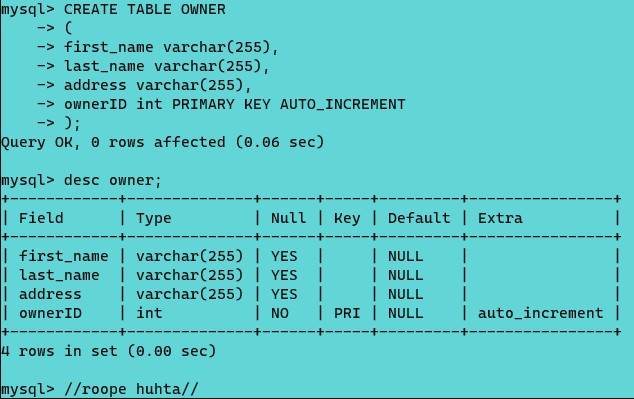 mysql> CREATE TABLE OWNER
    -> (
    -> first_name varchar(255),
    -> last_name varchar(255),
    -> address varchar(255),
    -> ownerID int PRIMARY KEY AUTO_INCREMENT
    -> );
Query OK, 0 rows affected (0.06 sec)

mysql> desc owner;
+------------+--------------+------+-----+---------+----------------+
| Field      | Type         | Null | Key | Default | Extra          |
+------------+--------------+------+-----+---------+----------------+
| first_name | varchar(255) | YES  |     | NULL    |                |
| last_name  | varchar(255) | YES  |     | NULL    |                |
| address    | varchar(255) | YES  |     | NULL    |                |
| ownerID    | int          | NO   | PRI | NULL    | auto_increment |
+------------+--------------+------+-----+---------+----------------+
4 rows in set (0.00 sec)

mysql> //roope huhta//